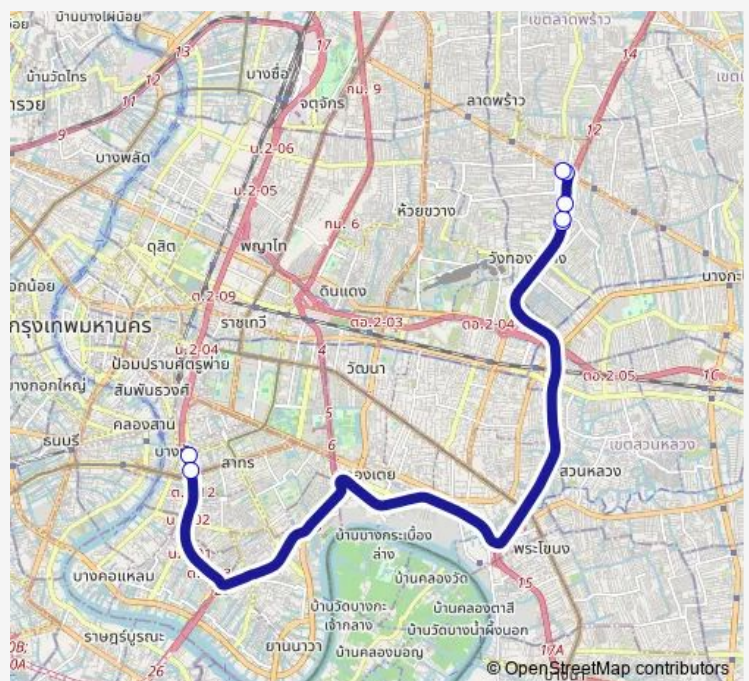 บ้านบางไผ่น้อย
13
17
เขตลาดพร้าว
14
บ้านวัดไทร
12
บางซื่อ
กม. 9
11
จตุจักร
ลาดพร้าว
9
12
บางพลัด
น.2-06
น.2-05
ห้วยขวาง
กม. 6
ดุสิต
พญาไท
ดินแดง
ต.2-09
กรุงเทพมหานคร
ราชเทวี
ตอ.2-03
ตอ.2-04
น.2-04
4
ป้อมปราบศัตรูพ่าย
วัฒนา
ตอ.2-05
1C
สัมพันธวงศ์
5
คลองสาน
6
ธนบุรี
สาทร
เขตสวนหลวง
สวนหลวง
บ้านบางกระเบื้อง
ล่าง
พระโขนง
บางคอแหลม
บ้านคลองวัด
15
บ้านวัดบางกะ
เจ้ากลาง
บ้านคลองตาสี
บ้านวัดบางน้ำผึ้งนอก
ราษฎร์บูรณะ
ยานนาวา
บ้านคลองมอญ
17A
26
© OpenStreetMap contributors